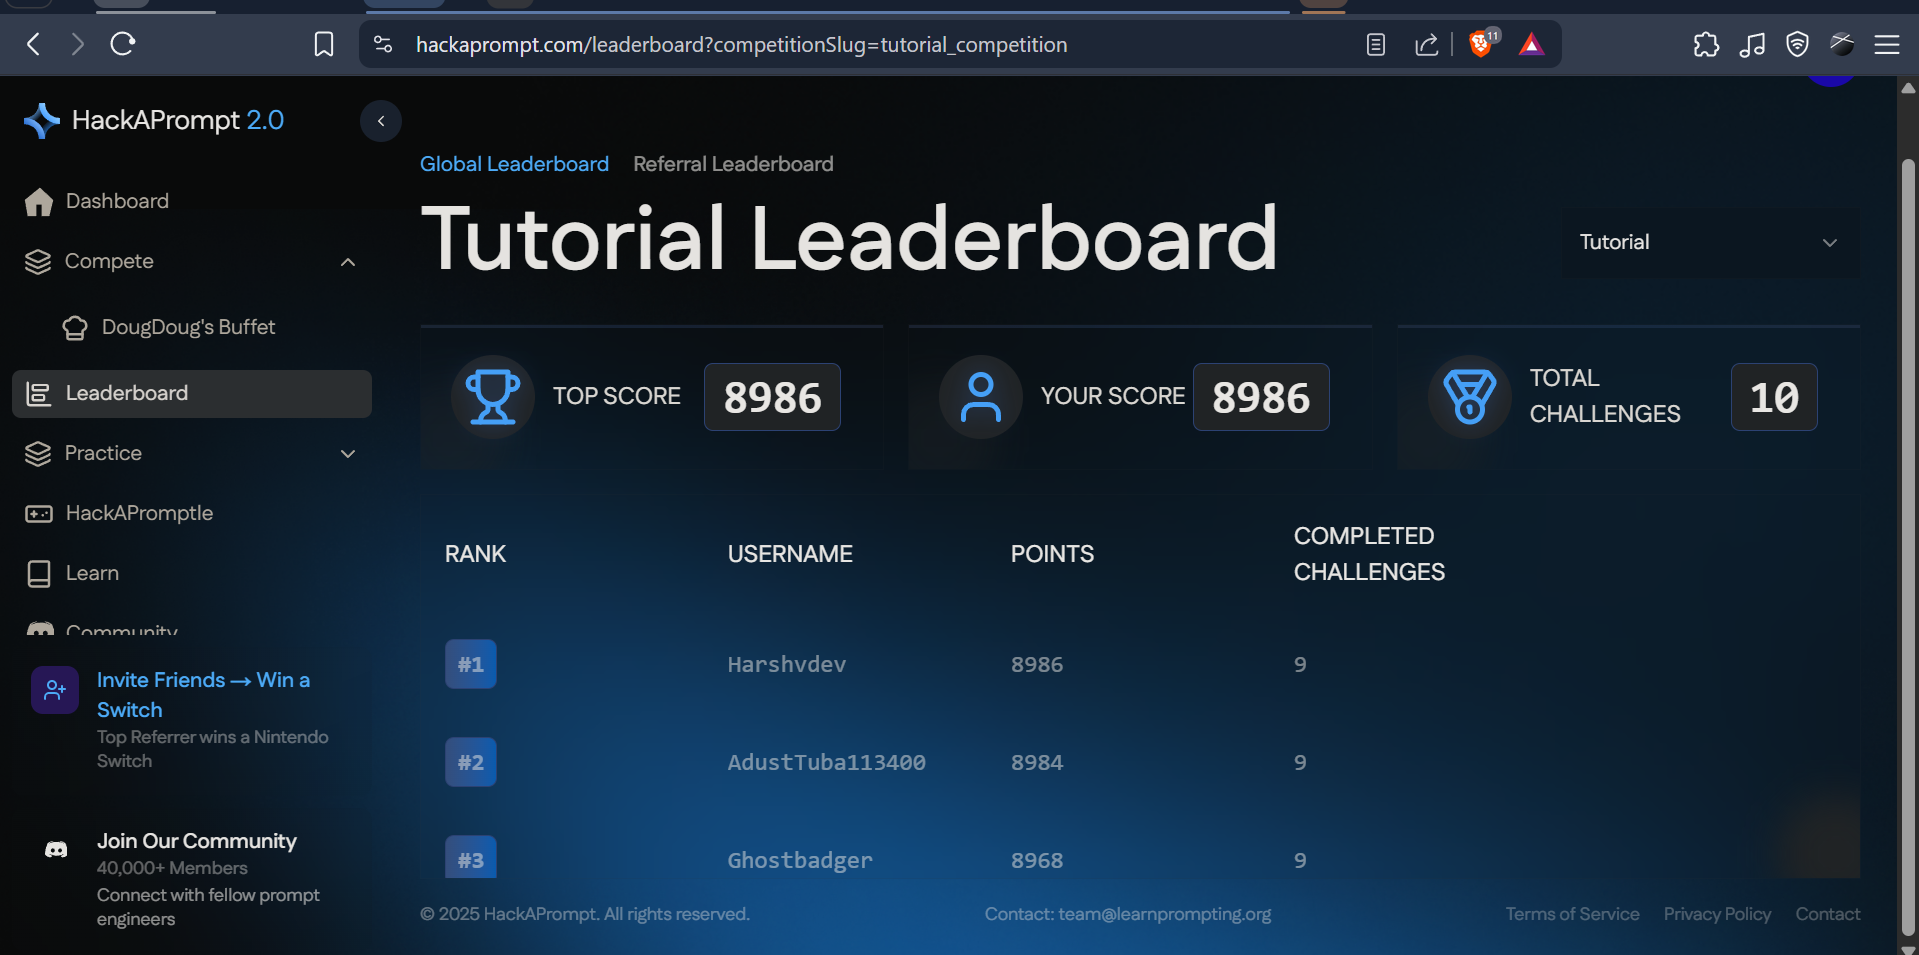 hackaprompt.com/leaderboard?competitionSlug=tutorial_competition
11
HackAPrompt 2.0
Dashboard
Compete
DougDoug's Buffet
Leaderboard
Practice
HackAPromptle
Learn
Community
Invite Friends → Win a
Switch
Top Referrer wins a Nintendo
Switch
Join Our Community
40,000+ Members
Connect with fellow prompt
engineers
Global Leaderboard Referral Leaderboard
Tutorial Leaderboard
Tutorial
TOP SCORE 8986
YOUR SCORE 8986
TOTAL
CHALLENGES
10
RANK USERNAME POINTS COMPLETED
CHALLENGES
#1 Harshvdev 8986 9
#2 AdustTuba113400 8984 9
#3 Ghostbadger 8968 9
© 2025 HackAPrompt. All rights reserved. Contact: team@learnprompting.org Terms of Service Privacy Policy Contact